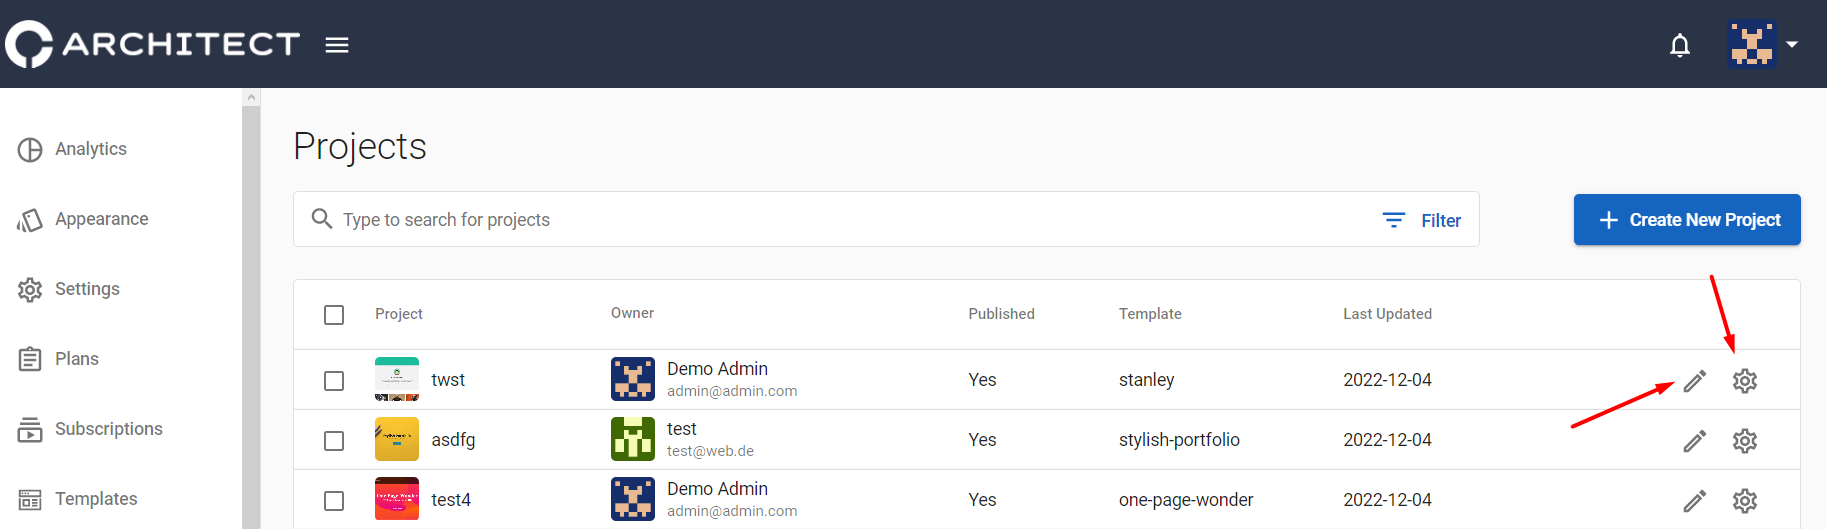 ARCHITECT
Analytics
Appearance
Settings
Plans
Subscriptions
Templates
Projects
Type to search for projects
Filter
Create New Project
Project Owner Published Template Last Updated
twst Demo Admin admin@admin.com Yes stanley 2022-12-04
asdfg test test@web.de Yes stylish-portfolio 2022-12-04
test4 Demo Admin admin@admin.com Yes one-page-wonder 2022-12-04